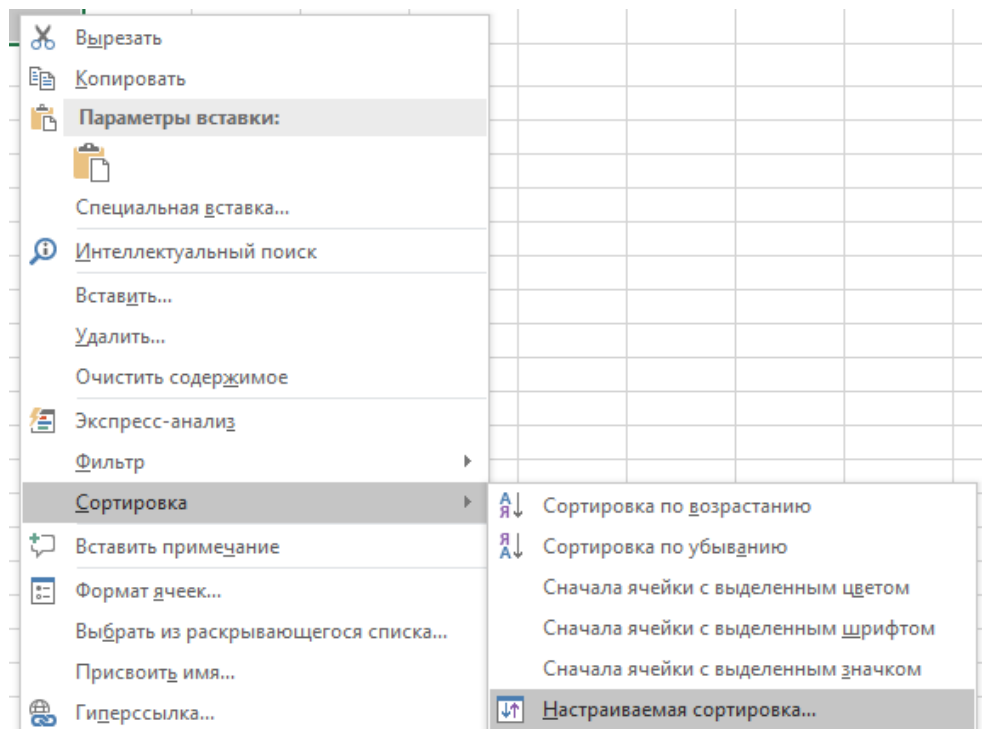 Вырезать
Копировать
Параметры вставки:
Специальная вставка...
Интеллектуальный поиск
Вставить...
Удалить...
Очистить содержимое
Экспресс-анализ
Фильтр
Сортировка
Сортировка по возрастанию
Сортировка по убыванию
Сначала ячейки с выделенным цветом
Сначала ячейки с выделенным шрифтом
Сначала ячейки с выделенным значком
Настраиваемая сортировка...
Вставить примечание
Формат ячеек...
Выбрать из раскрывающегося списка...
Присвоить имя...
Гиперссылка...